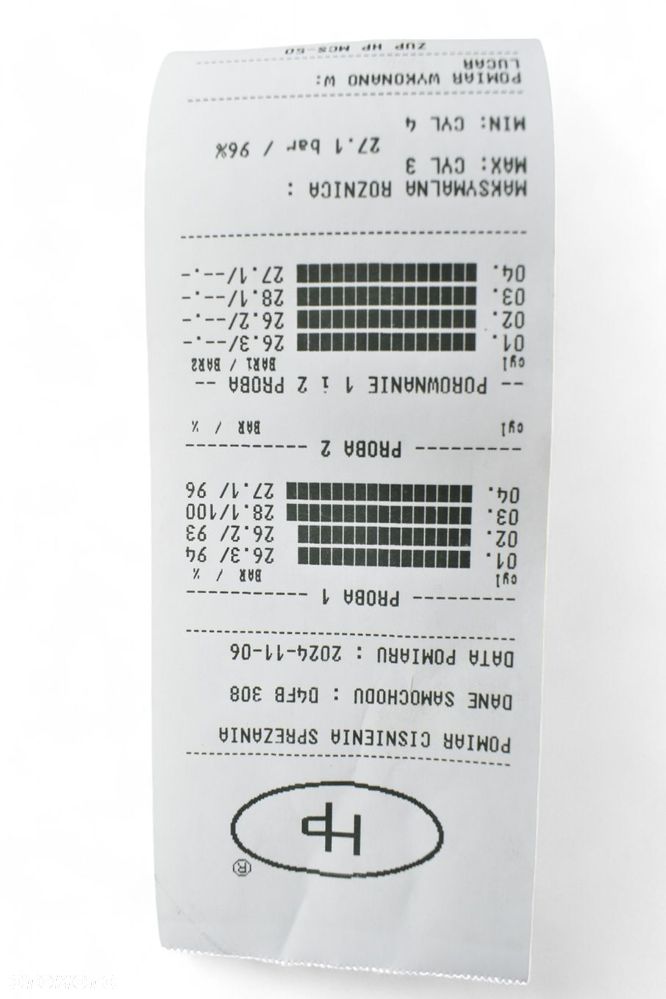 HP ®
POMIAR CISNIENIA SPREZANIA
DANE SAMOCHODU : D4FB 308
DATA POMIARU : 2024-11-06
--------- PROBA 1 ---------
cyl BAR / %
01. 26.3/ 94
02. 26.2/ 93
03. 28.1/100
04. 27.1/ 96
--------- PROBA 2 ---------
cyl BAR / %
-- POROWNANIE 1 i 2 PROBA --
cyl BAR1 / BAR2
01. 26.3/--.-
02. 26.2/--.-
03. 28.1/--.-
04. 27.1/--.-
MAKSYMALNA ROZNICA :
MAX: CYL 3
27.1 bar / 96%
MIN: CYL 4
POMIAR WYKONANO W:
LUCAR
ZUP HP MCS-60